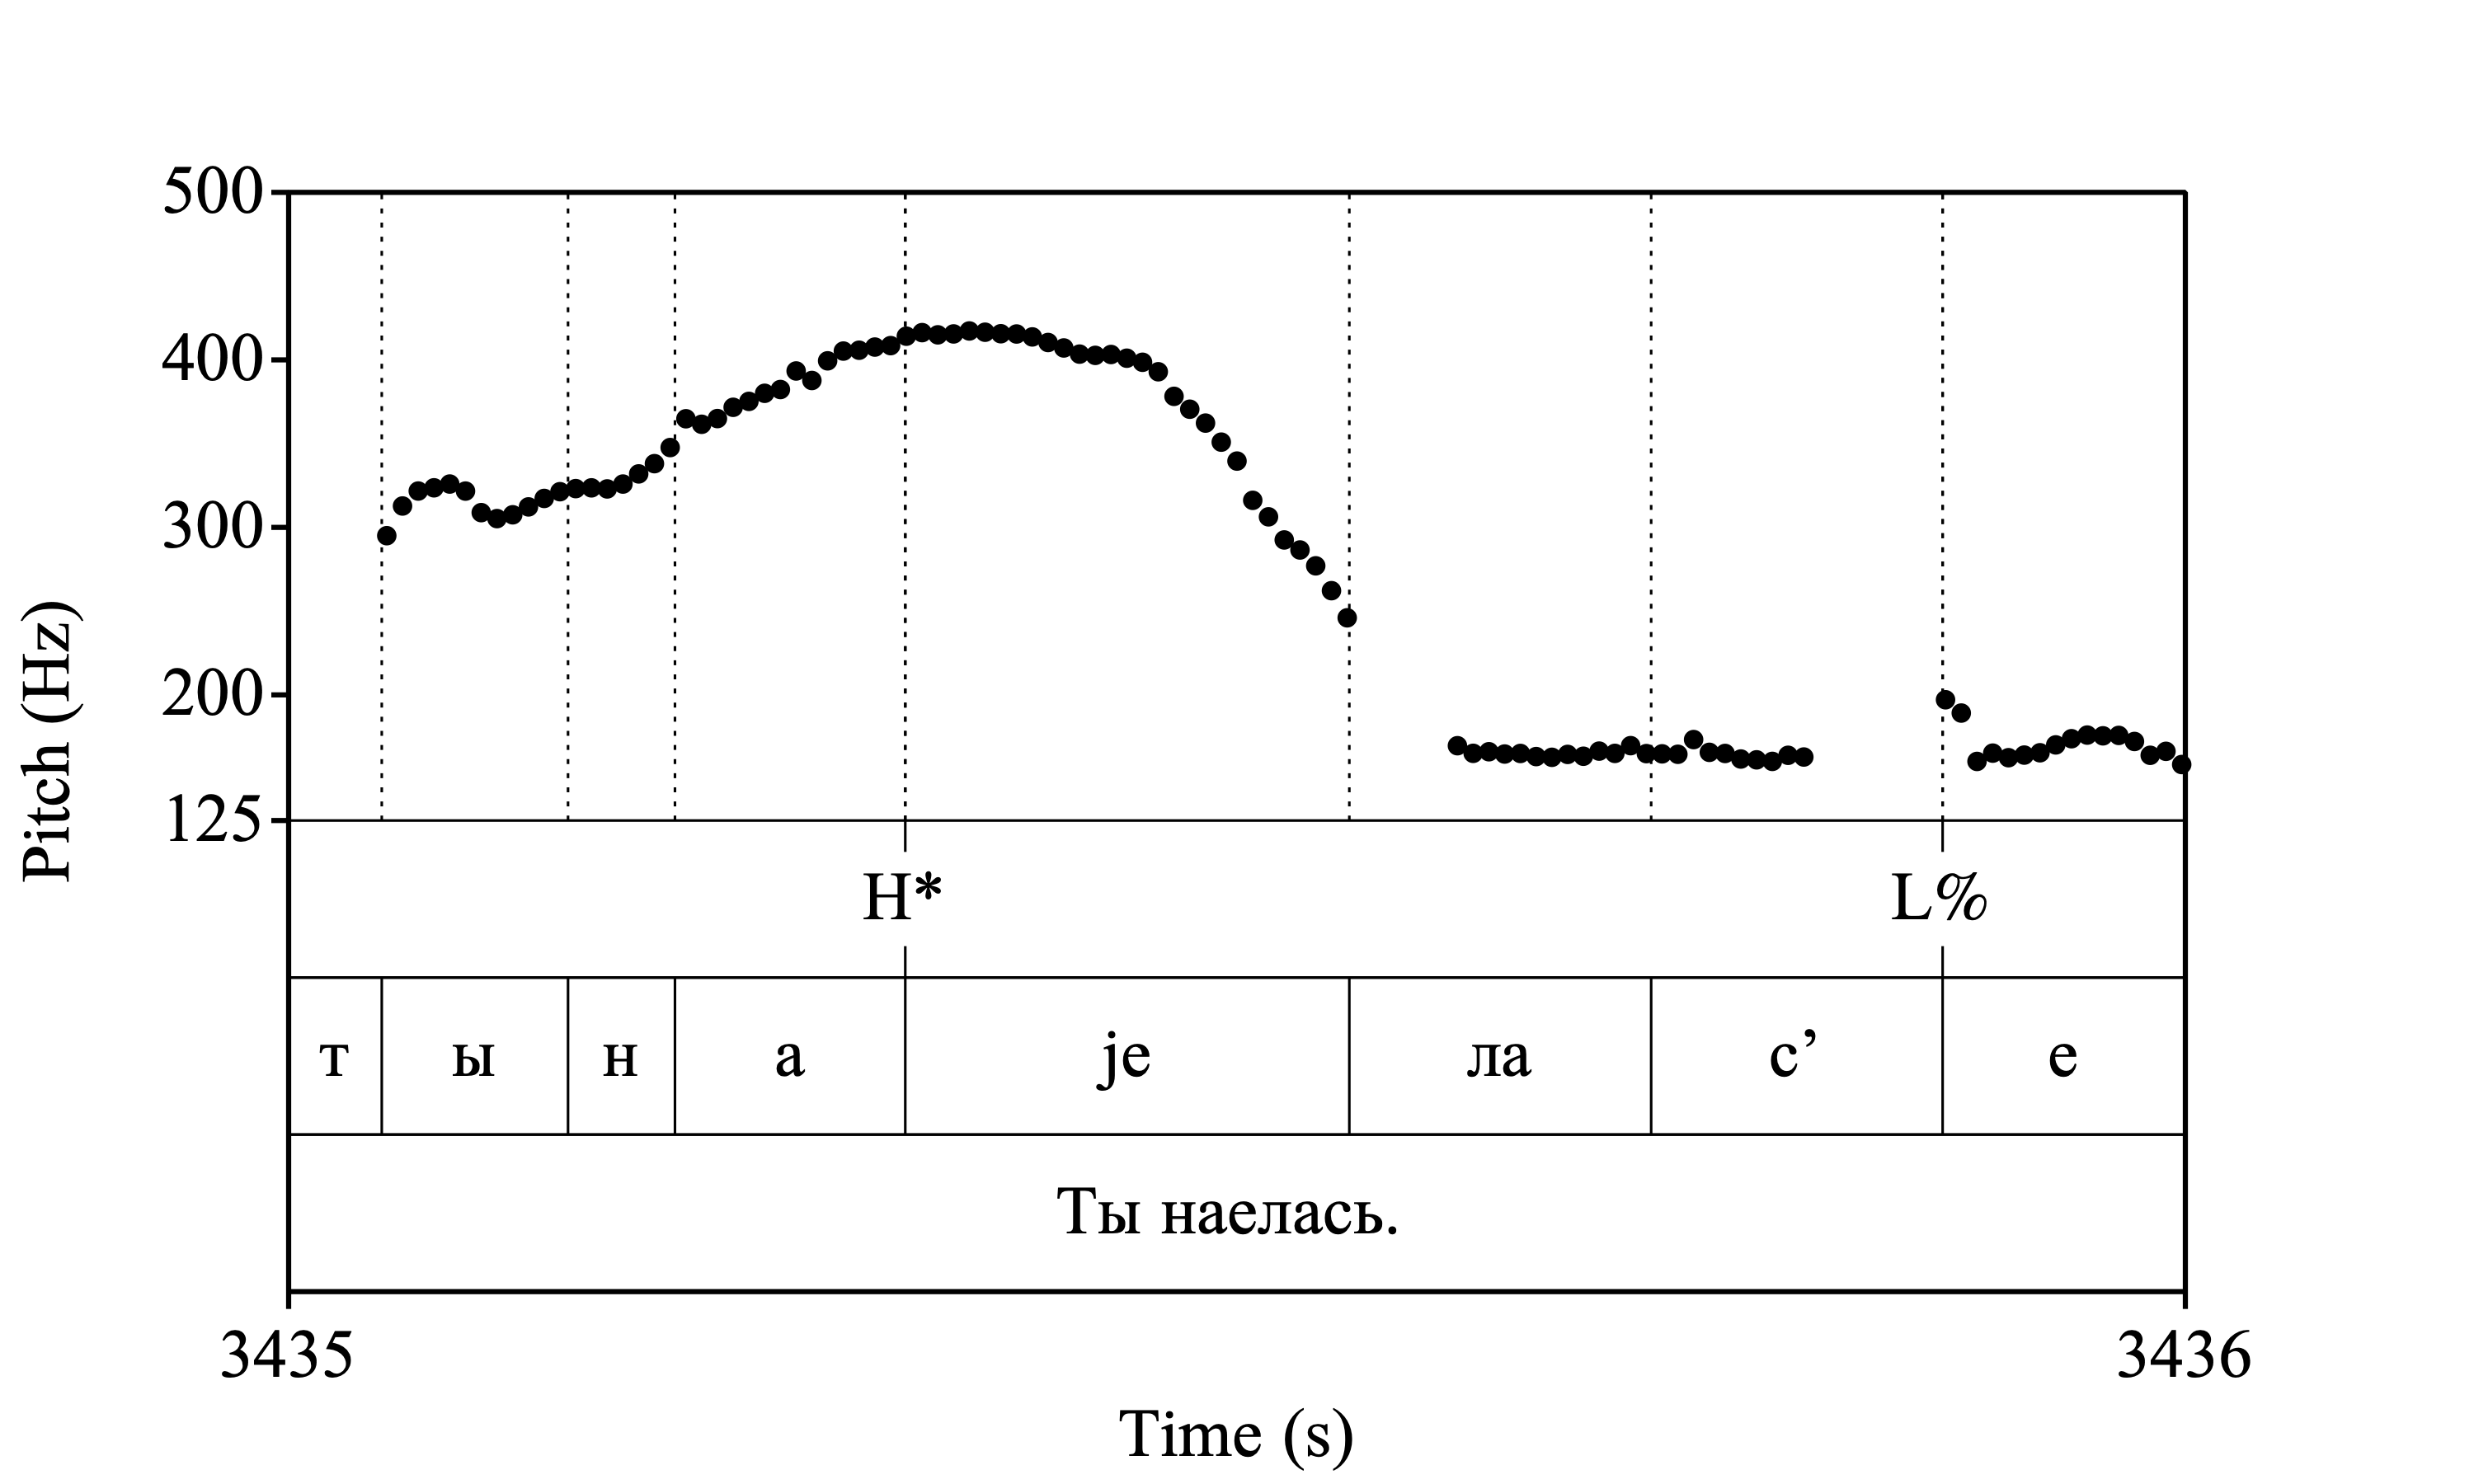 500
400
300
200
125
Pitch (Hz)
H* L%
т ы н а je ла с’ е
Ты наелась.
3435 3436
Time (s)